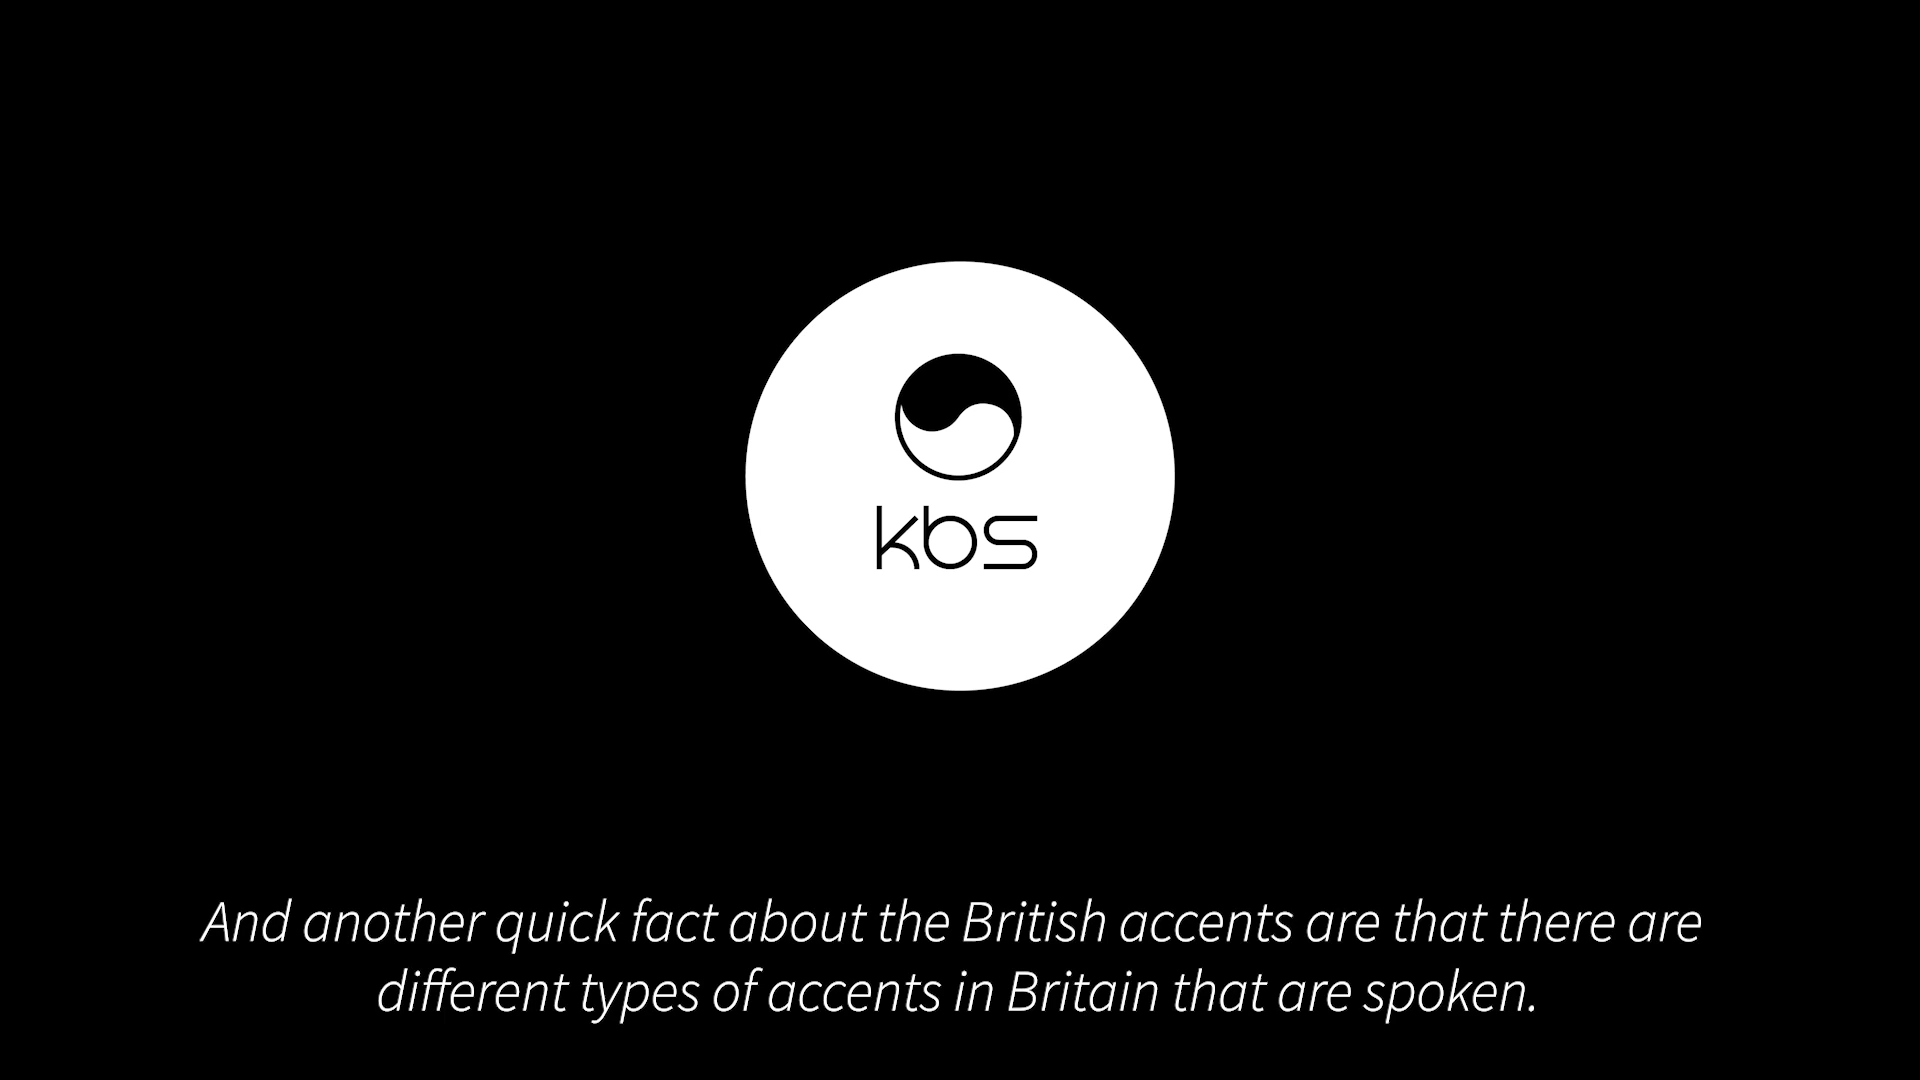 kbs
And another quick fact about the British accents are that there are
different types of accents in Britain that are spoken.